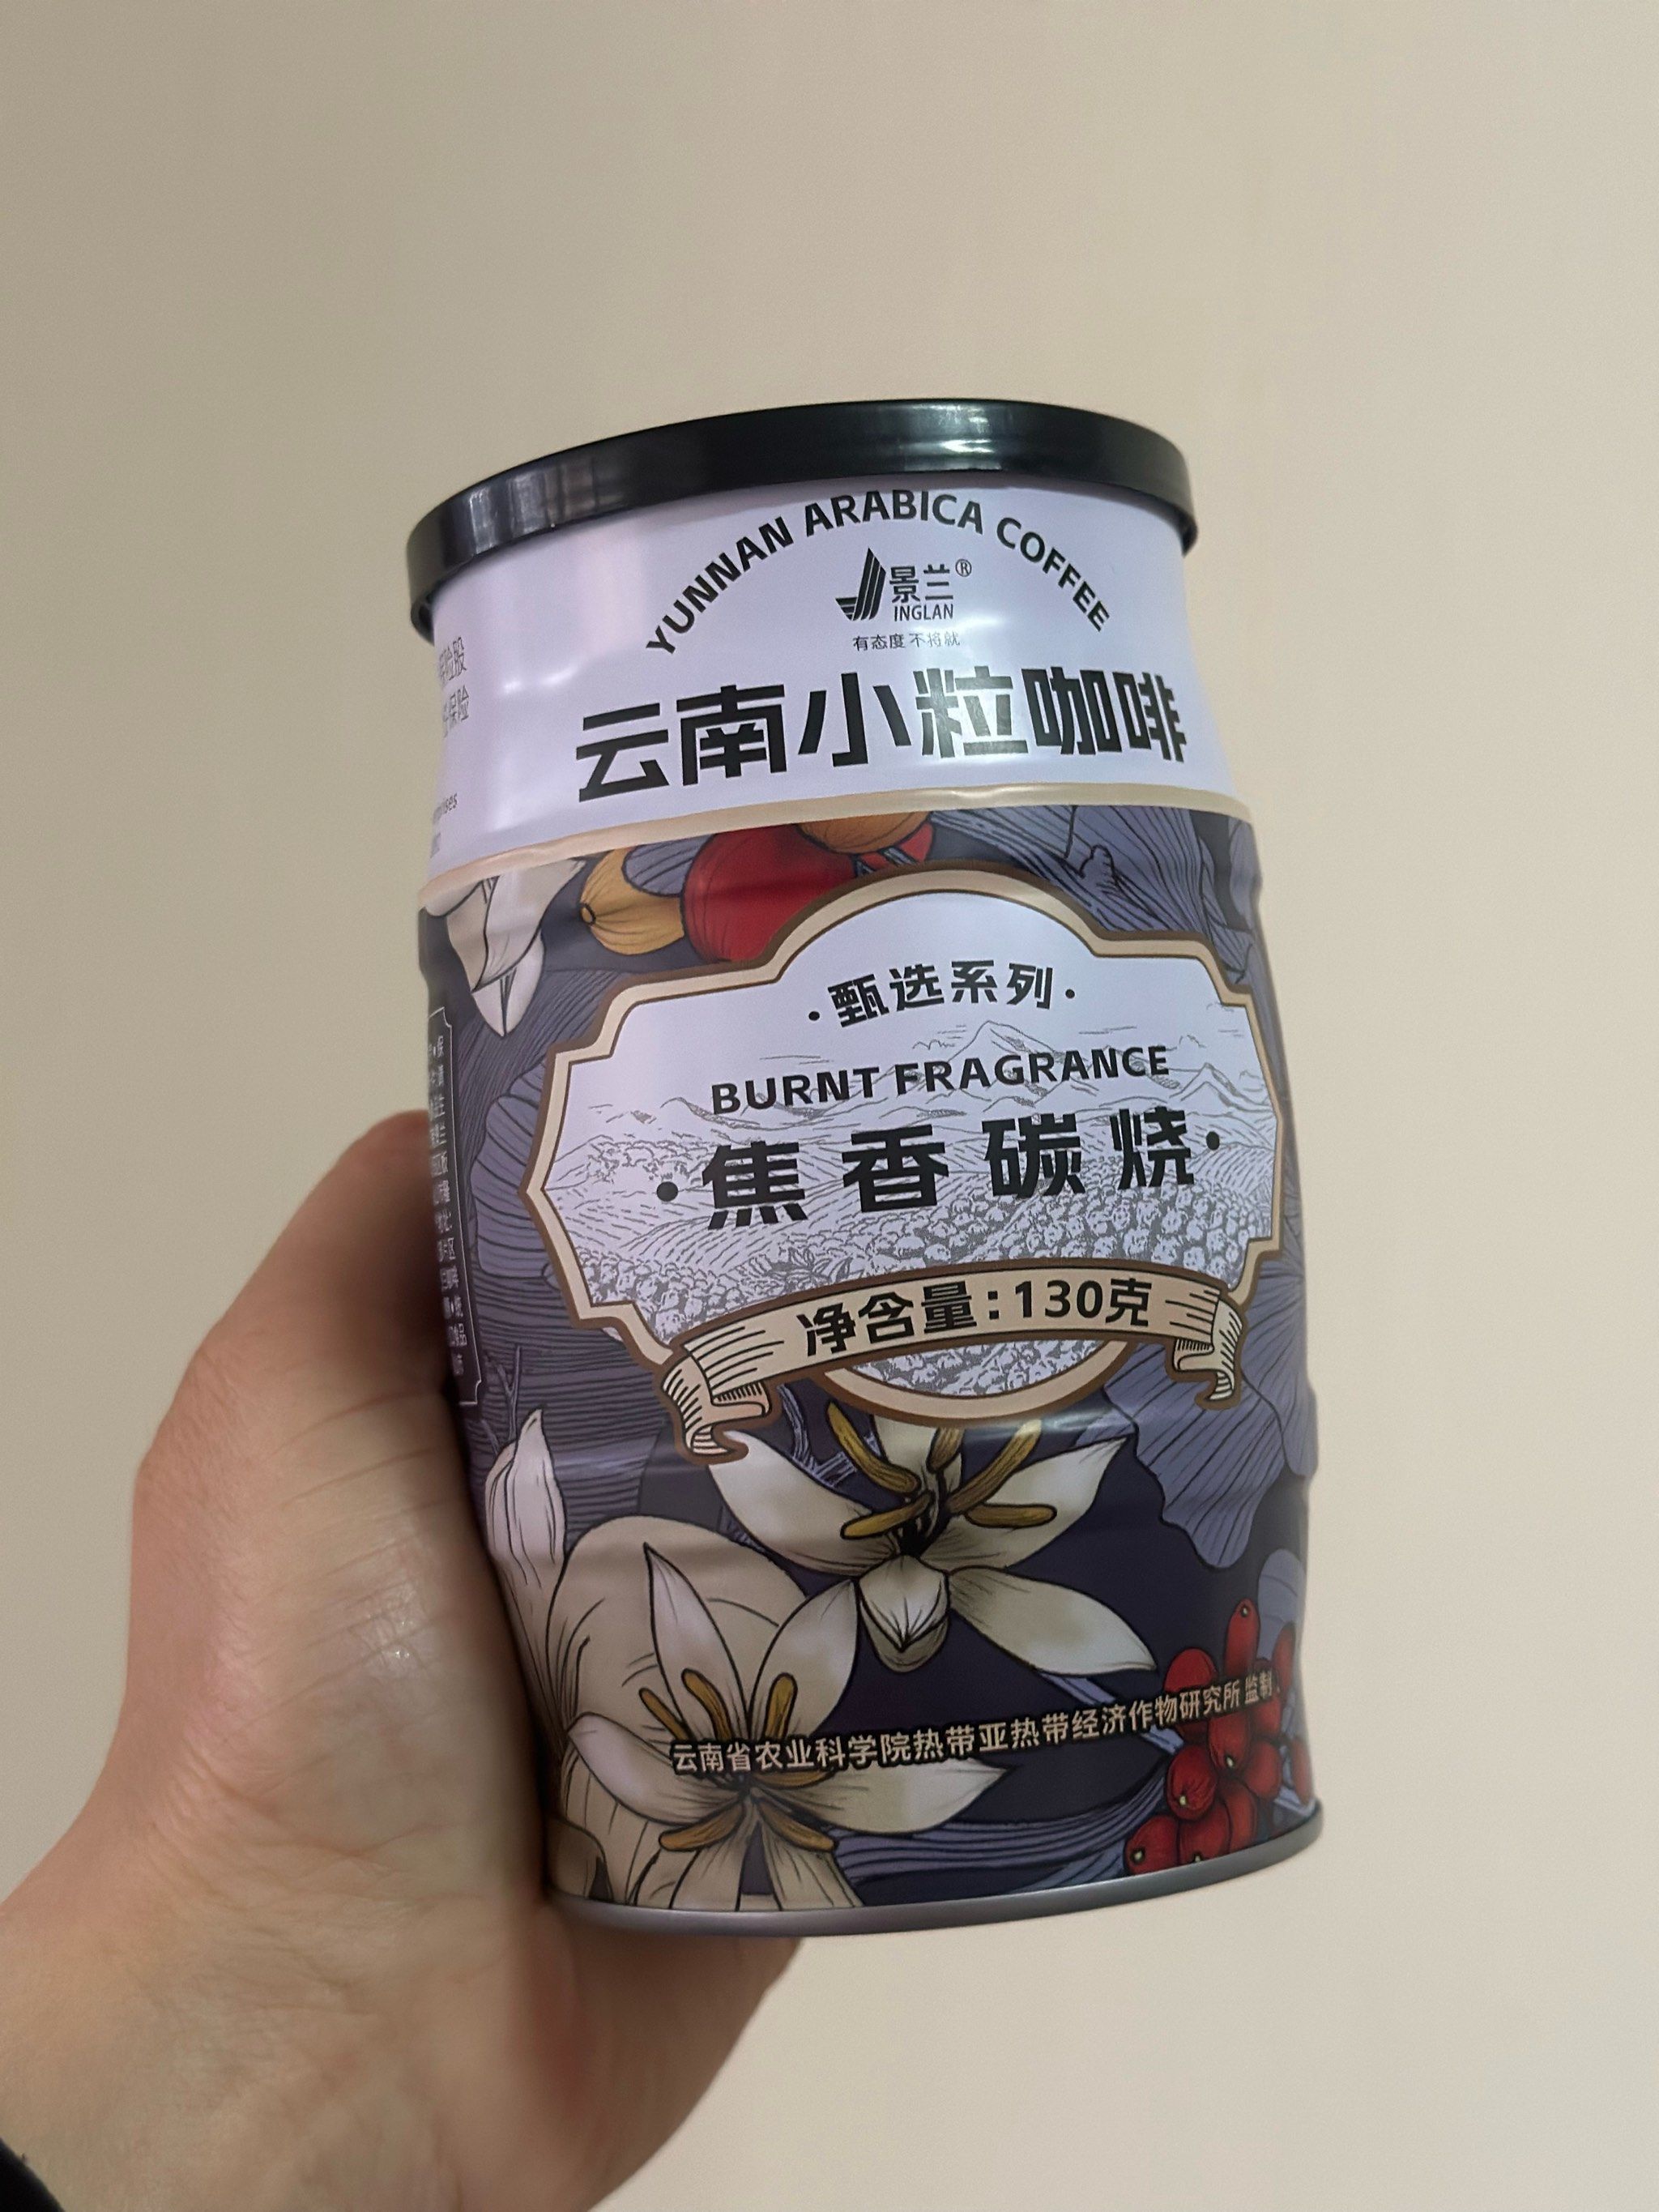 YUNNAN ARABICA COFFEE
景兰®
INGLAN
有态度 不将就
云南小粒咖啡
·甄选系列·
BURNT FRAGRANCE
·焦香碳烧·
净含量:130克
云南省农业科学院热带亚热带经济作物研究所 监制